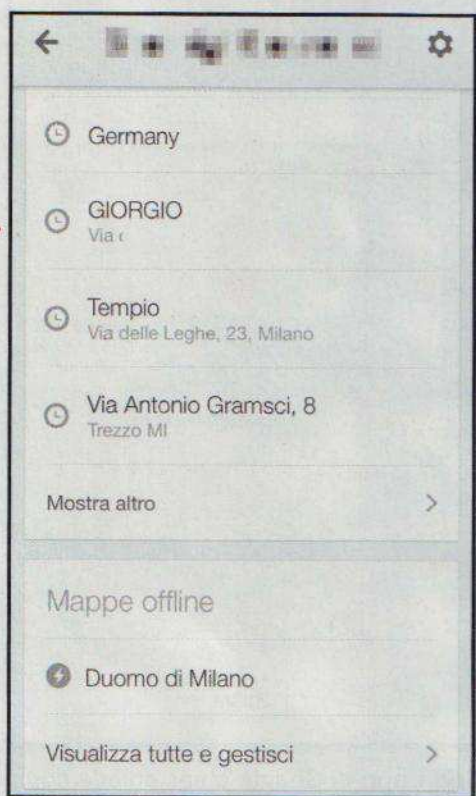 Germany
GIORGIO
Via
Tempio
Via delle Leghe, 23, Milano
Via Antonio Gramsci, 8
Trezzo MI
Mostra altro
Mappe offline
Duomo di Milano
Visualizza tutte e gestisci